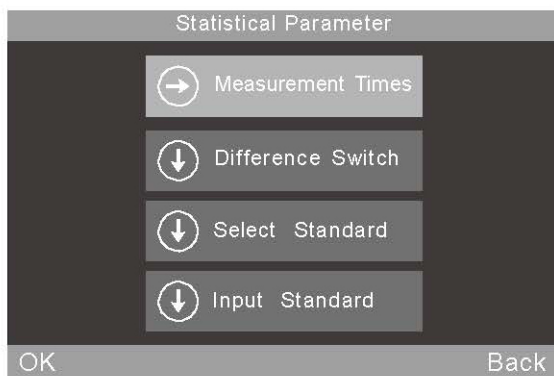 Statistical Parameter
Measurement Times
Difference Switch
Select Standard
Input Standard
OK Back